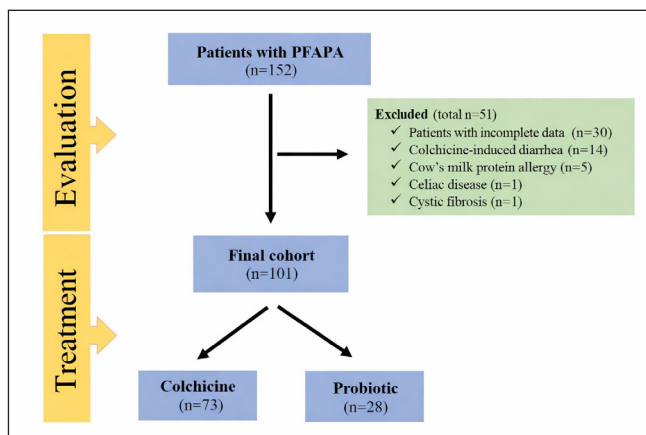 Evaluation
Patients with PFAPA
(n=152)
Excluded (total n=51)
✓ Patients with incomplete data (n=30)
✓ Colchicine-induced diarrhea (n=14)
✓ Cow's milk protein allergy (n=5)
✓ Celiac disease (n=1)
✓ Cystic fibrosis (n=1)
Treatment
Final cohort
(n=101)
Colchicine
(n=73)
Probiotic
(n=28)